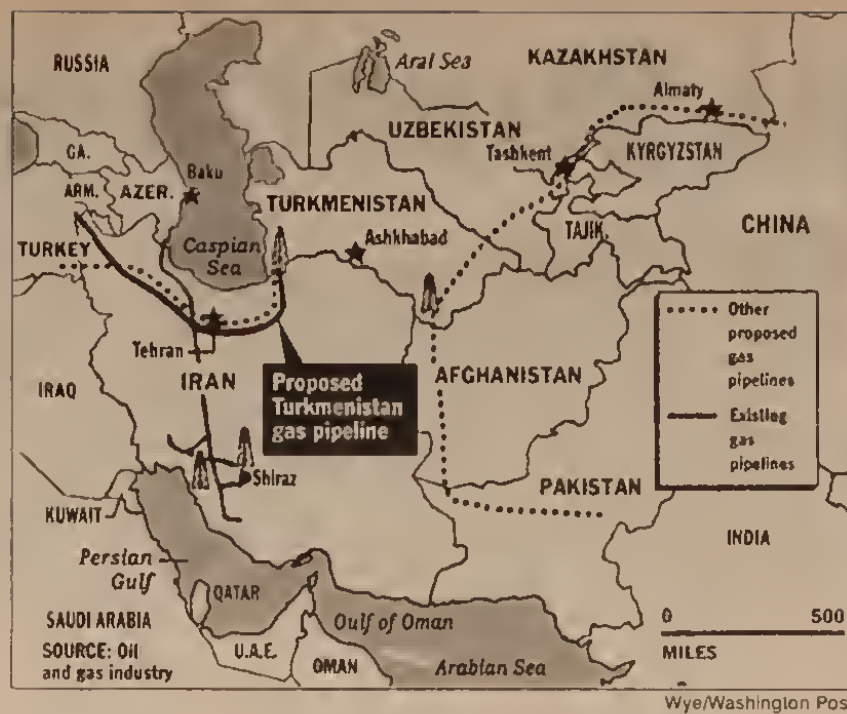 RUSSIA
Aral Sea
KAZAKHSTAN
Almaty
UZBEKISTAN
Tashkent
KYRGYZSTAN
GA.
ARM.
AZER.
Baku
TURKMENISTAN
Ashkhabad
TAJIK.
CHINA
TURKEY
Caspian
Sea
Tehran
IRAN
IRAQ
Proposed
Turkmenistan
gas pipeline
AFGHANISTAN
Other
proposed
gas
pipelines
Existing
gas
pipelines
Shiraz
PAKISTAN
KUWAIT
INDIA
Persian
Gulf
QATAR
SAUDI ARABIA
Gulf of Oman
U.A.E.
OMAN
Arabian Sea
SOURCE: Oil
and gas industry
0 500
MILES
Wye/Washington Pos